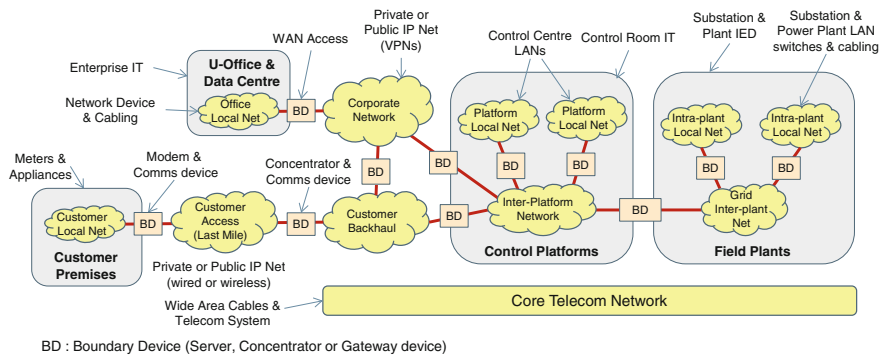 Private or
Public IP Net
(VPNs)
WAN Access
Control Centre
LANs
Control Room IT
Substation &
Plant IED
Substation &
Power Plant LAN
switches & cabling
Enterprise IT
U-Office &
Data Centre
Network Device
& Cabling
Office
Local Net
BD
Corporate
Network
Platform
Local Net
Platform
Local Net
Intra-plant
Local Net
Intra-plant
Local Net
Meters &
Appliances
Modem &
Comms device
Concentrator &
Comms device
BD
BD
BD
BD
BD
BD
Customer
Local Net
BD
Customer
Access
(Last Mile)
BD
Customer
Backhaul
BD
Inter-Platform
Network
BD
Grid
Inter-plant
Net
Customer
Premises
Control Platforms
Field Plants
Private or Public IP Net
(wired or wireless)
Wide Area Cables &
Telecom System
Core Telecom Network
BD : Boundary Device (Server, Concentrator or Gateway device)